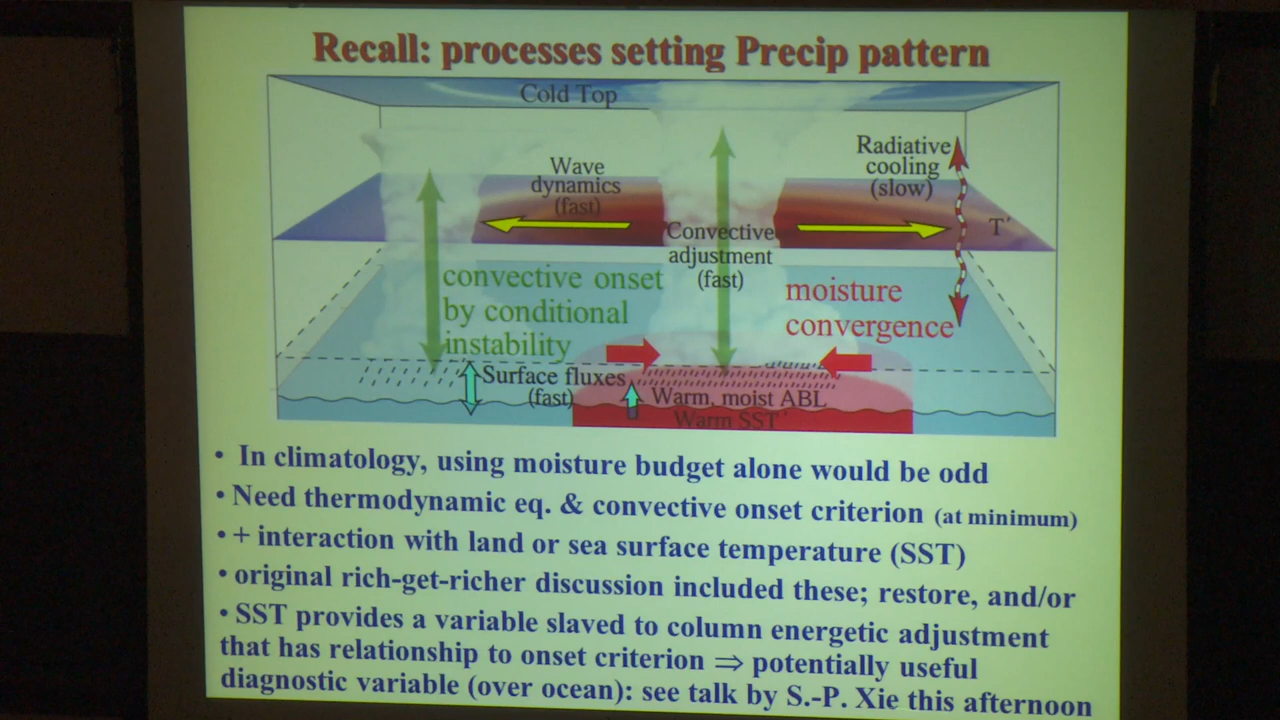 Recall: processes setting Precip pattern
Cold Top
Wave
dynamics
(fast)
Radiative
cooling
(slow)
T′
Convective
adjustment
(fast)
convective onset
by conditional
instability
moisture
convergence
Surface fluxes
(fast)
Warm, moist ABL
Warm SST′
• In climatology, using moisture budget alone would be odd
• Need thermodynamic eq. & convective onset criterion (at minimum)
• + interaction with land or sea surface temperature (SST)
• original rich-get-richer discussion included these; restore, and/or
• SST provides a variable slaved to column energetic adjustment
that has relationship to onset criterion ⇒ potentially useful
diagnostic variable (over ocean): see talk by S.-P. Xie this afternoon